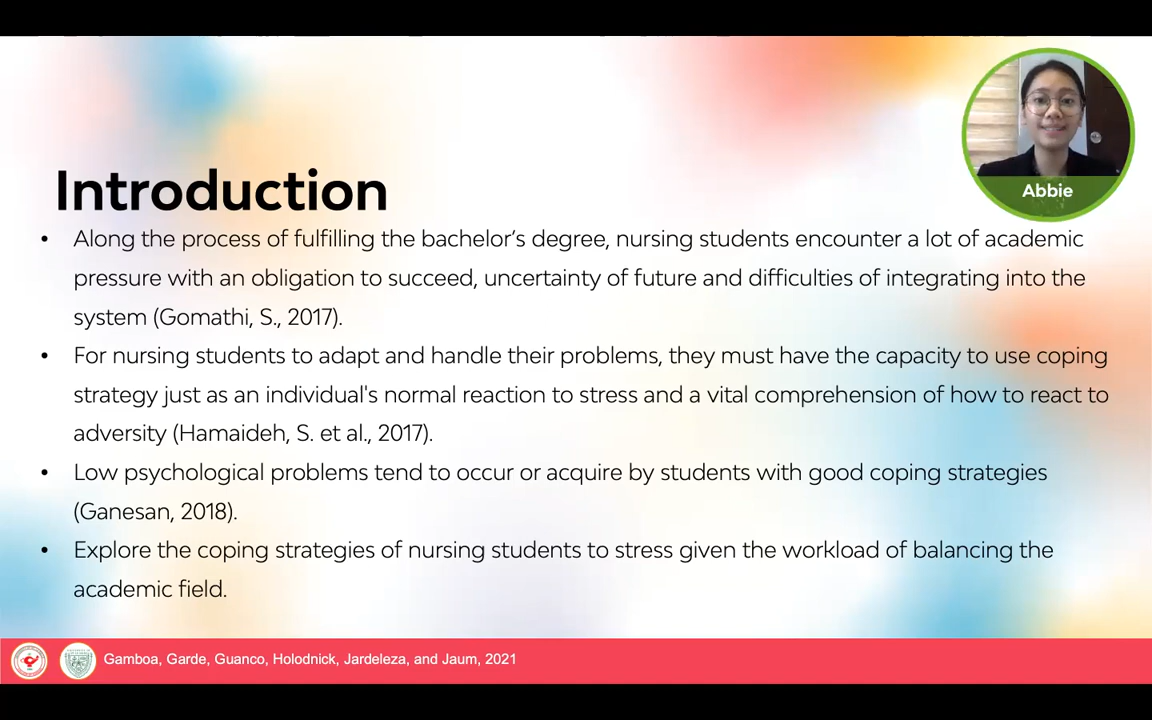 Abbie
Introduction
• Along the process of fulfilling the bachelor's degree, nursing students encounter a lot of academic
pressure with an obligation to succeed, uncertainty of future and difficulties of integrating into the
system (Gomathi, S., 2017).
• For nursing students to adapt and handle their problems, they must have the capacity to use coping
strategy just as an individual's normal reaction to stress and a vital comprehension of how to react to
adversity (Hamaideh, S. et al., 2017).
• Low psychological problems tend to occur or acquire by students with good coping strategies
(Ganesan, 2018).
• Explore the coping strategies of nursing students to stress given the workload of balancing the
academic field.
Gamboa, Garde, Guanco, Holodnick, Jardeleza, and Jaum, 2021